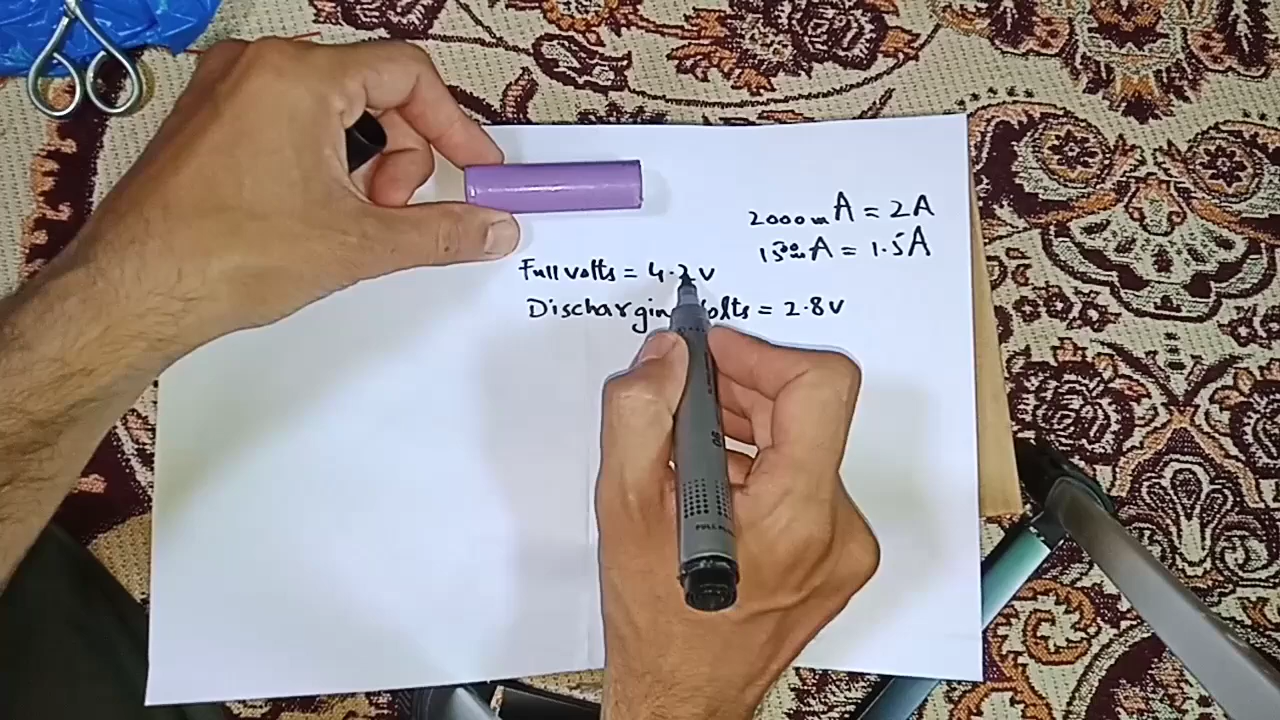 2000mA = 2A
1500mA = 1.5A
Full volts = 4.2v
Discharging volts = 2.8v